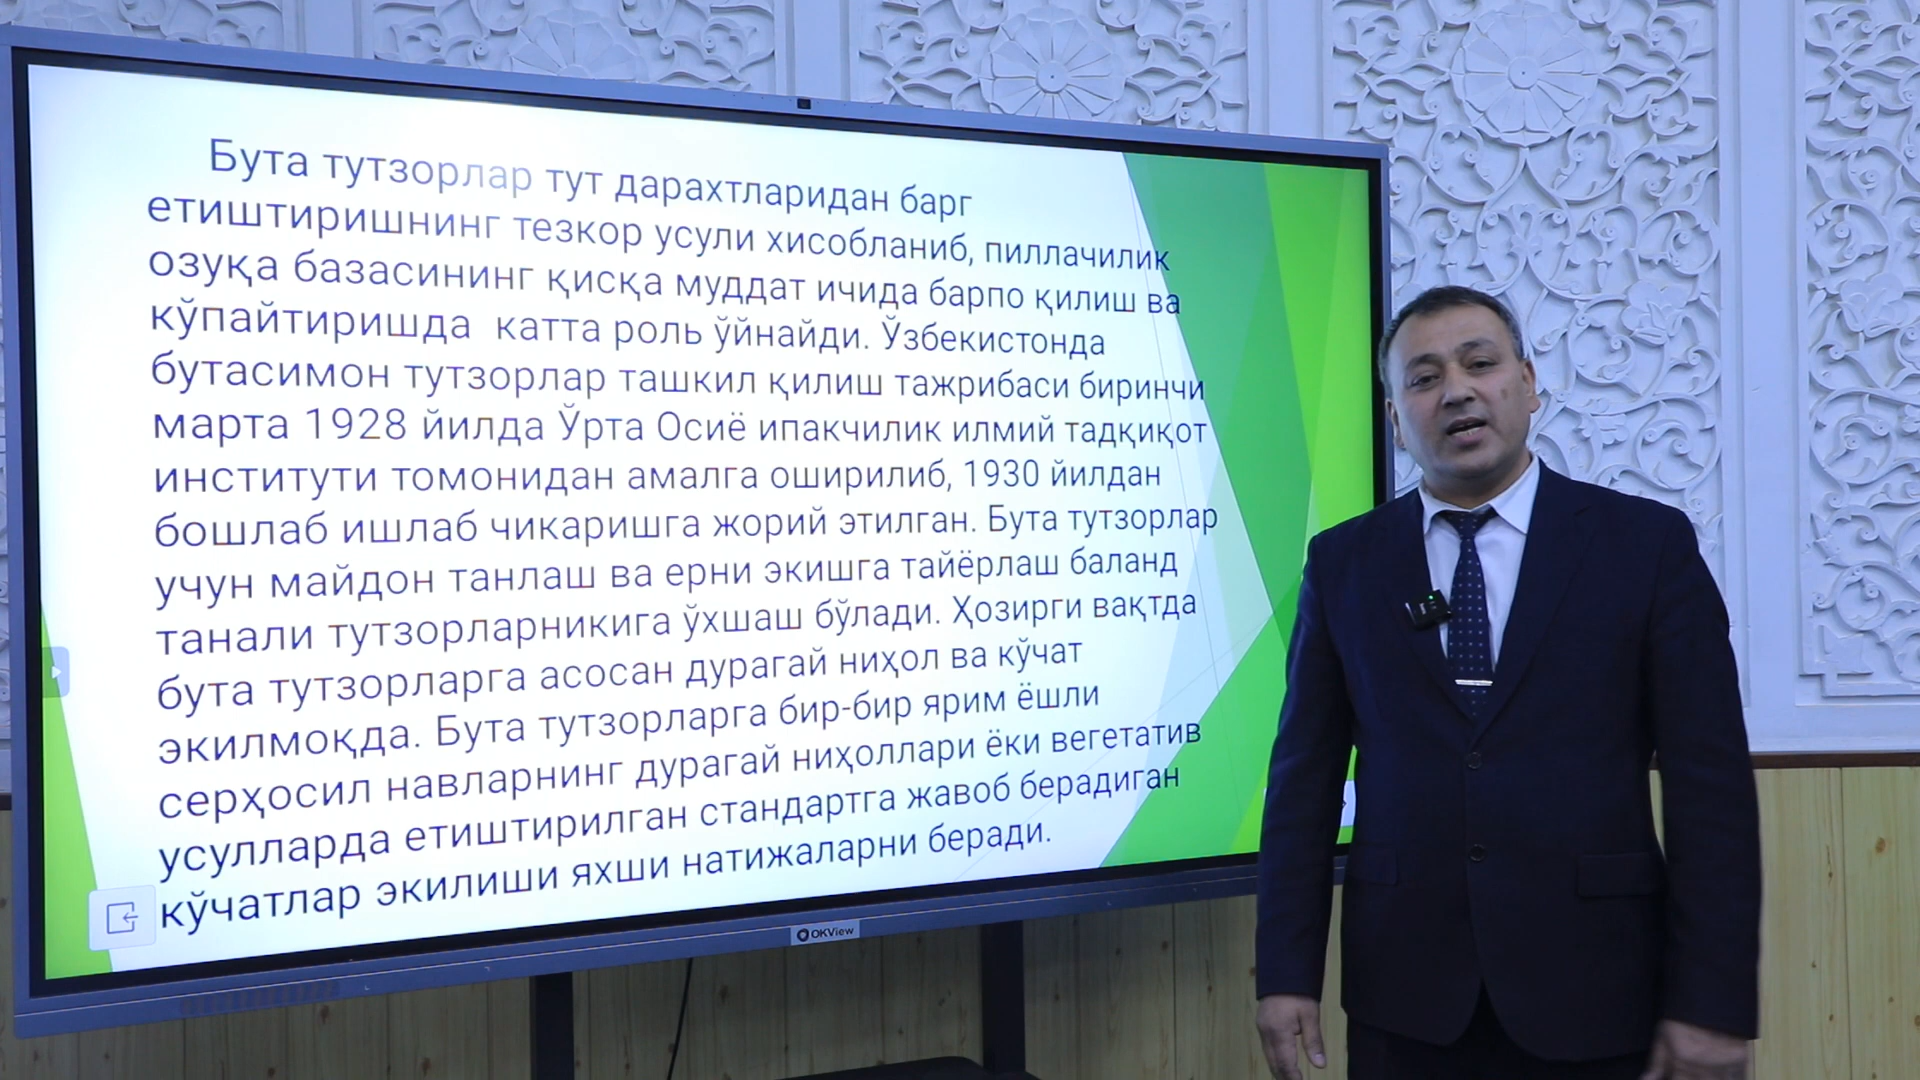 Бута тутзорлар тут дарахтларидан барг
етиштиришнинг тезкор усули хисобланиб, пиллачилик
озуқа базасининг қисқа муддат ичида барпо қилиш ва
кўпайтиришда катта роль ўйнайди. Ўзбекистонда
бутасимон тутзорлар ташкил қилиш тажрибаси биринчи
марта 1928 йилда Ўрта Осиё ипакчилик илмий тадқиқот
институти томонидан амалга оширилиб, 1930 йилдан
бошлаб ишлаб чикаришга жорий этилган. Бута тутзорлар
учун майдон танлаш ва ерни экишга тайёрлаш баланд
танали тутзорларникига ўхшаш бўлади. Ҳозирги вақтда
бута тутзорларга асосан дурагай ниҳол ва кўчат
экилмоқда. Бута тутзорларга бир-бир ярим ёшли
серҳосил навларнинг дурагай ниҳоллари ёки вегетатив
усулларда етиштирилган стандартга жавоб берадиган
кўчатлар экилиши яхши натижаларни беради.
OKView